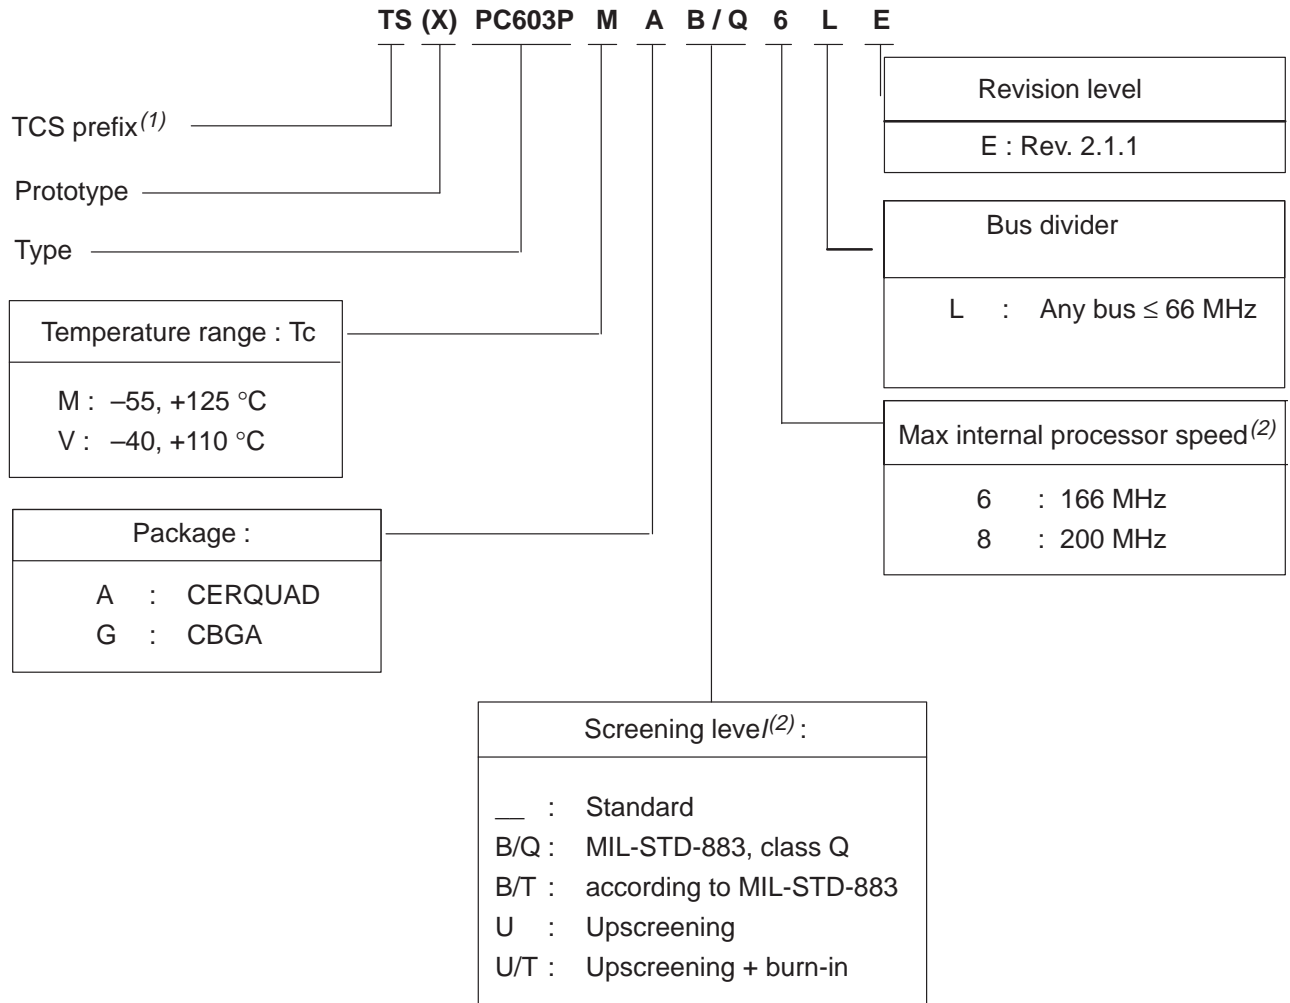 TS (X) PC603P M A B / Q 6 L E
TCS prefix(1)
Prototype
Type
Temperature range : Tc
M : –55, +125 °C
V : –40, +110 °C
Package :
A : CERQUAD
G : CBGA
Screening level(2) :
__ : Standard
B/Q : MIL-STD-883, class Q
B/T : according to MIL-STD-883
U : Upscreening
U/T : Upscreening + burn-in
Revision level
E : Rev. 2.1.1
Bus divider
L : Any bus ≤ 66 MHz
Max internal processor speed(2)
6 : 166 MHz
8 : 200 MHz